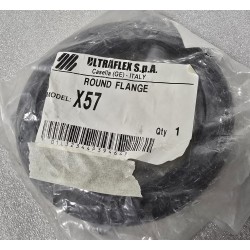 ULTRAFLEX S.p.A.
Casella (GE) - ITALY
ROUND FLANGE
MODEL: X57
Qty 1